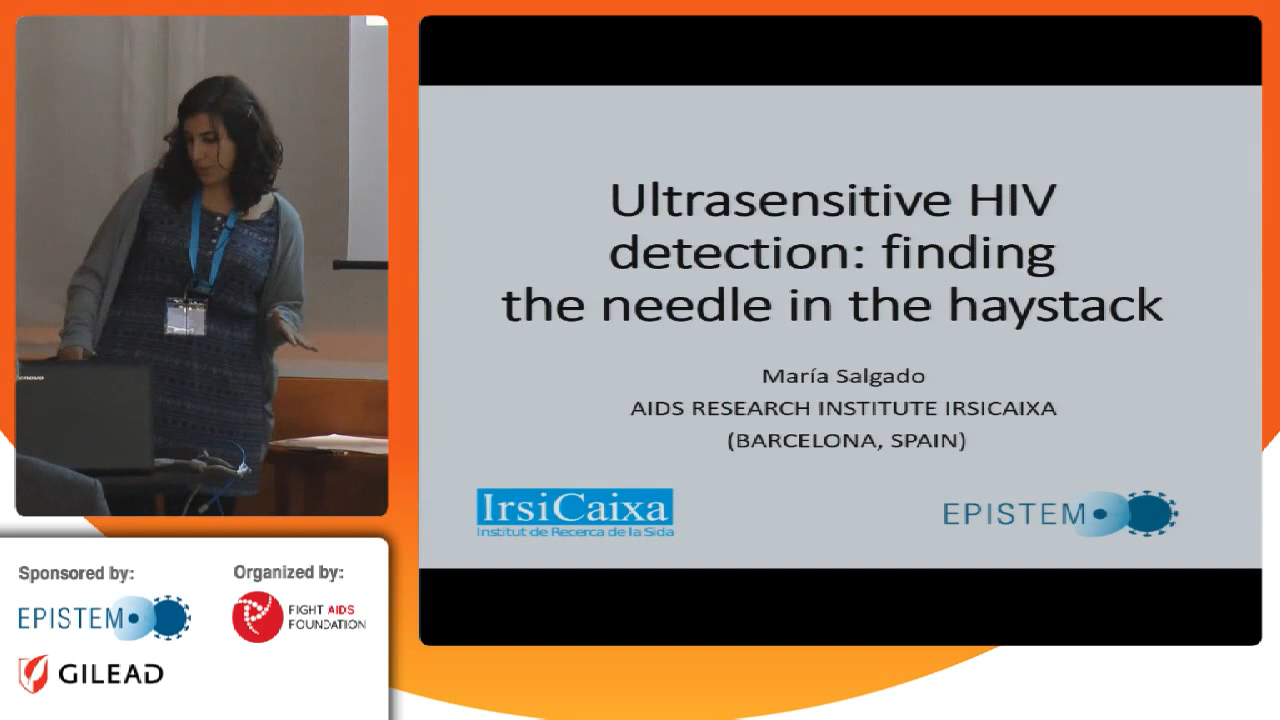 Ultrasensitive HIV
detection: finding
the needle in the haystack
María Salgado
AIDS RESEARCH INSTITUTE IRSICAIXA
(BARCELONA, SPAIN)
IrsiCaixa
Institut de Recerca de la Sida
EPISTEM
lenovo
Sponsored by:
EPISTEM
GILEAD
Organized by:
FIGHT AIDS
FOUNDATION